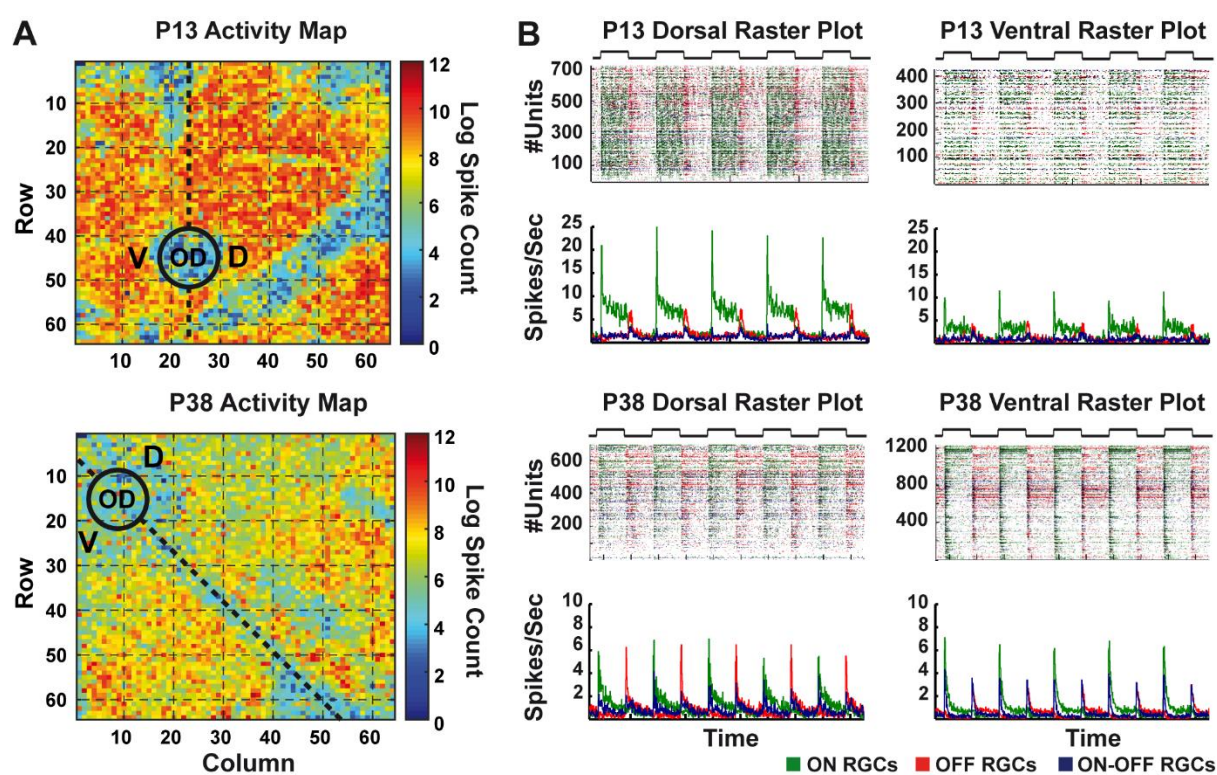 A
P13 Activity Map
Row
10
20
30
40
50
60
V OD D
10 20 30 40 50 60
12
10
8
6
4
2
0
Log Spike Count
P38 Activity Map
Row
10
20
30
40
50
60
D
OD
V
10 20 30 40 50 60
Column
12
10
8
6
4
2
0
Log Spike Count
B
P13 Dorsal Raster Plot
#Units
700
500
300
100
Spikes/Sec
25
20
15
10
5
P13 Ventral Raster Plot
400
300
200
100
25
20
15
10
5
P38 Dorsal Raster Plot
#Units
600
400
200
Spikes/Sec
10
8
6
4
2
Time
P38 Ventral Raster Plot
1200
800
400
10
8
6
4
2
Time
ON RGCs OFF RGCs ON-OFF RGCs